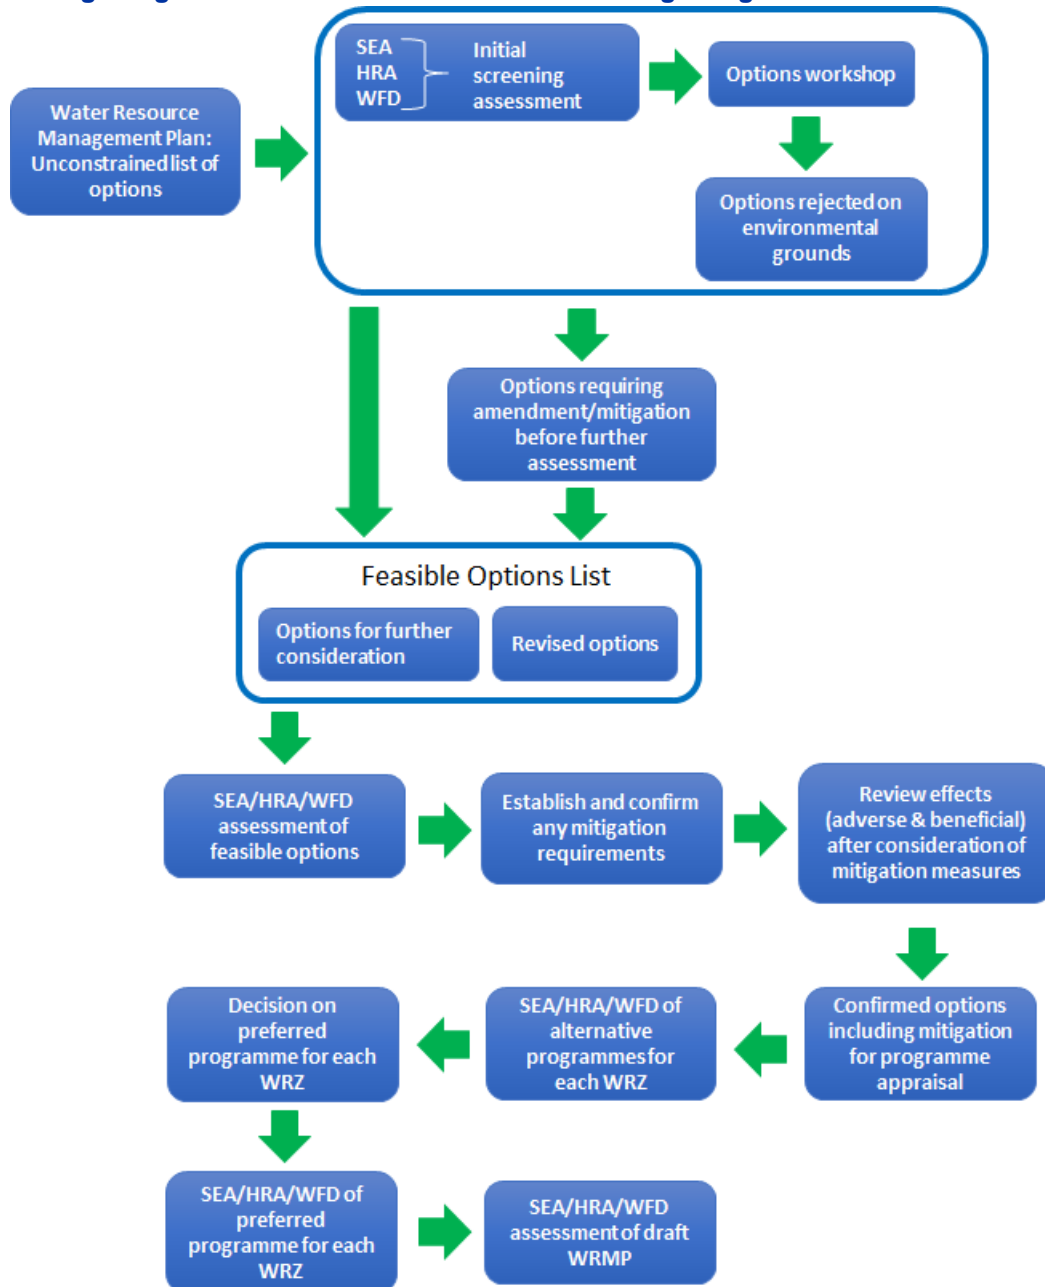 SEA
HRA
WFD
Initial
screening
assessment
Options workshop
Water Resource
Management Plan:
Unconstrained list of
options
Options rejected on
environmental
grounds
Options requiring
amendment/mitigation
before further
assessment
Feasible Options List
Options for further
consideration
Revised options
SEA/HRA/WFD
assessment of
feasible options
Establish and confirm
any mitigation
requirements
Review effects
(adverse & beneficial)
after consideration of
mitigation measures
Confirmed options
including mitigation
for programme
appraisal
SEA/HRA/WFD of
alternative
programmes for
each WRZ
Decision on
preferred
programme for each
WRZ
SEA/HRA/WFD of
preferred
programme for each
WRZ
SEA/HRA/WFD
assessment of draft
WRMP